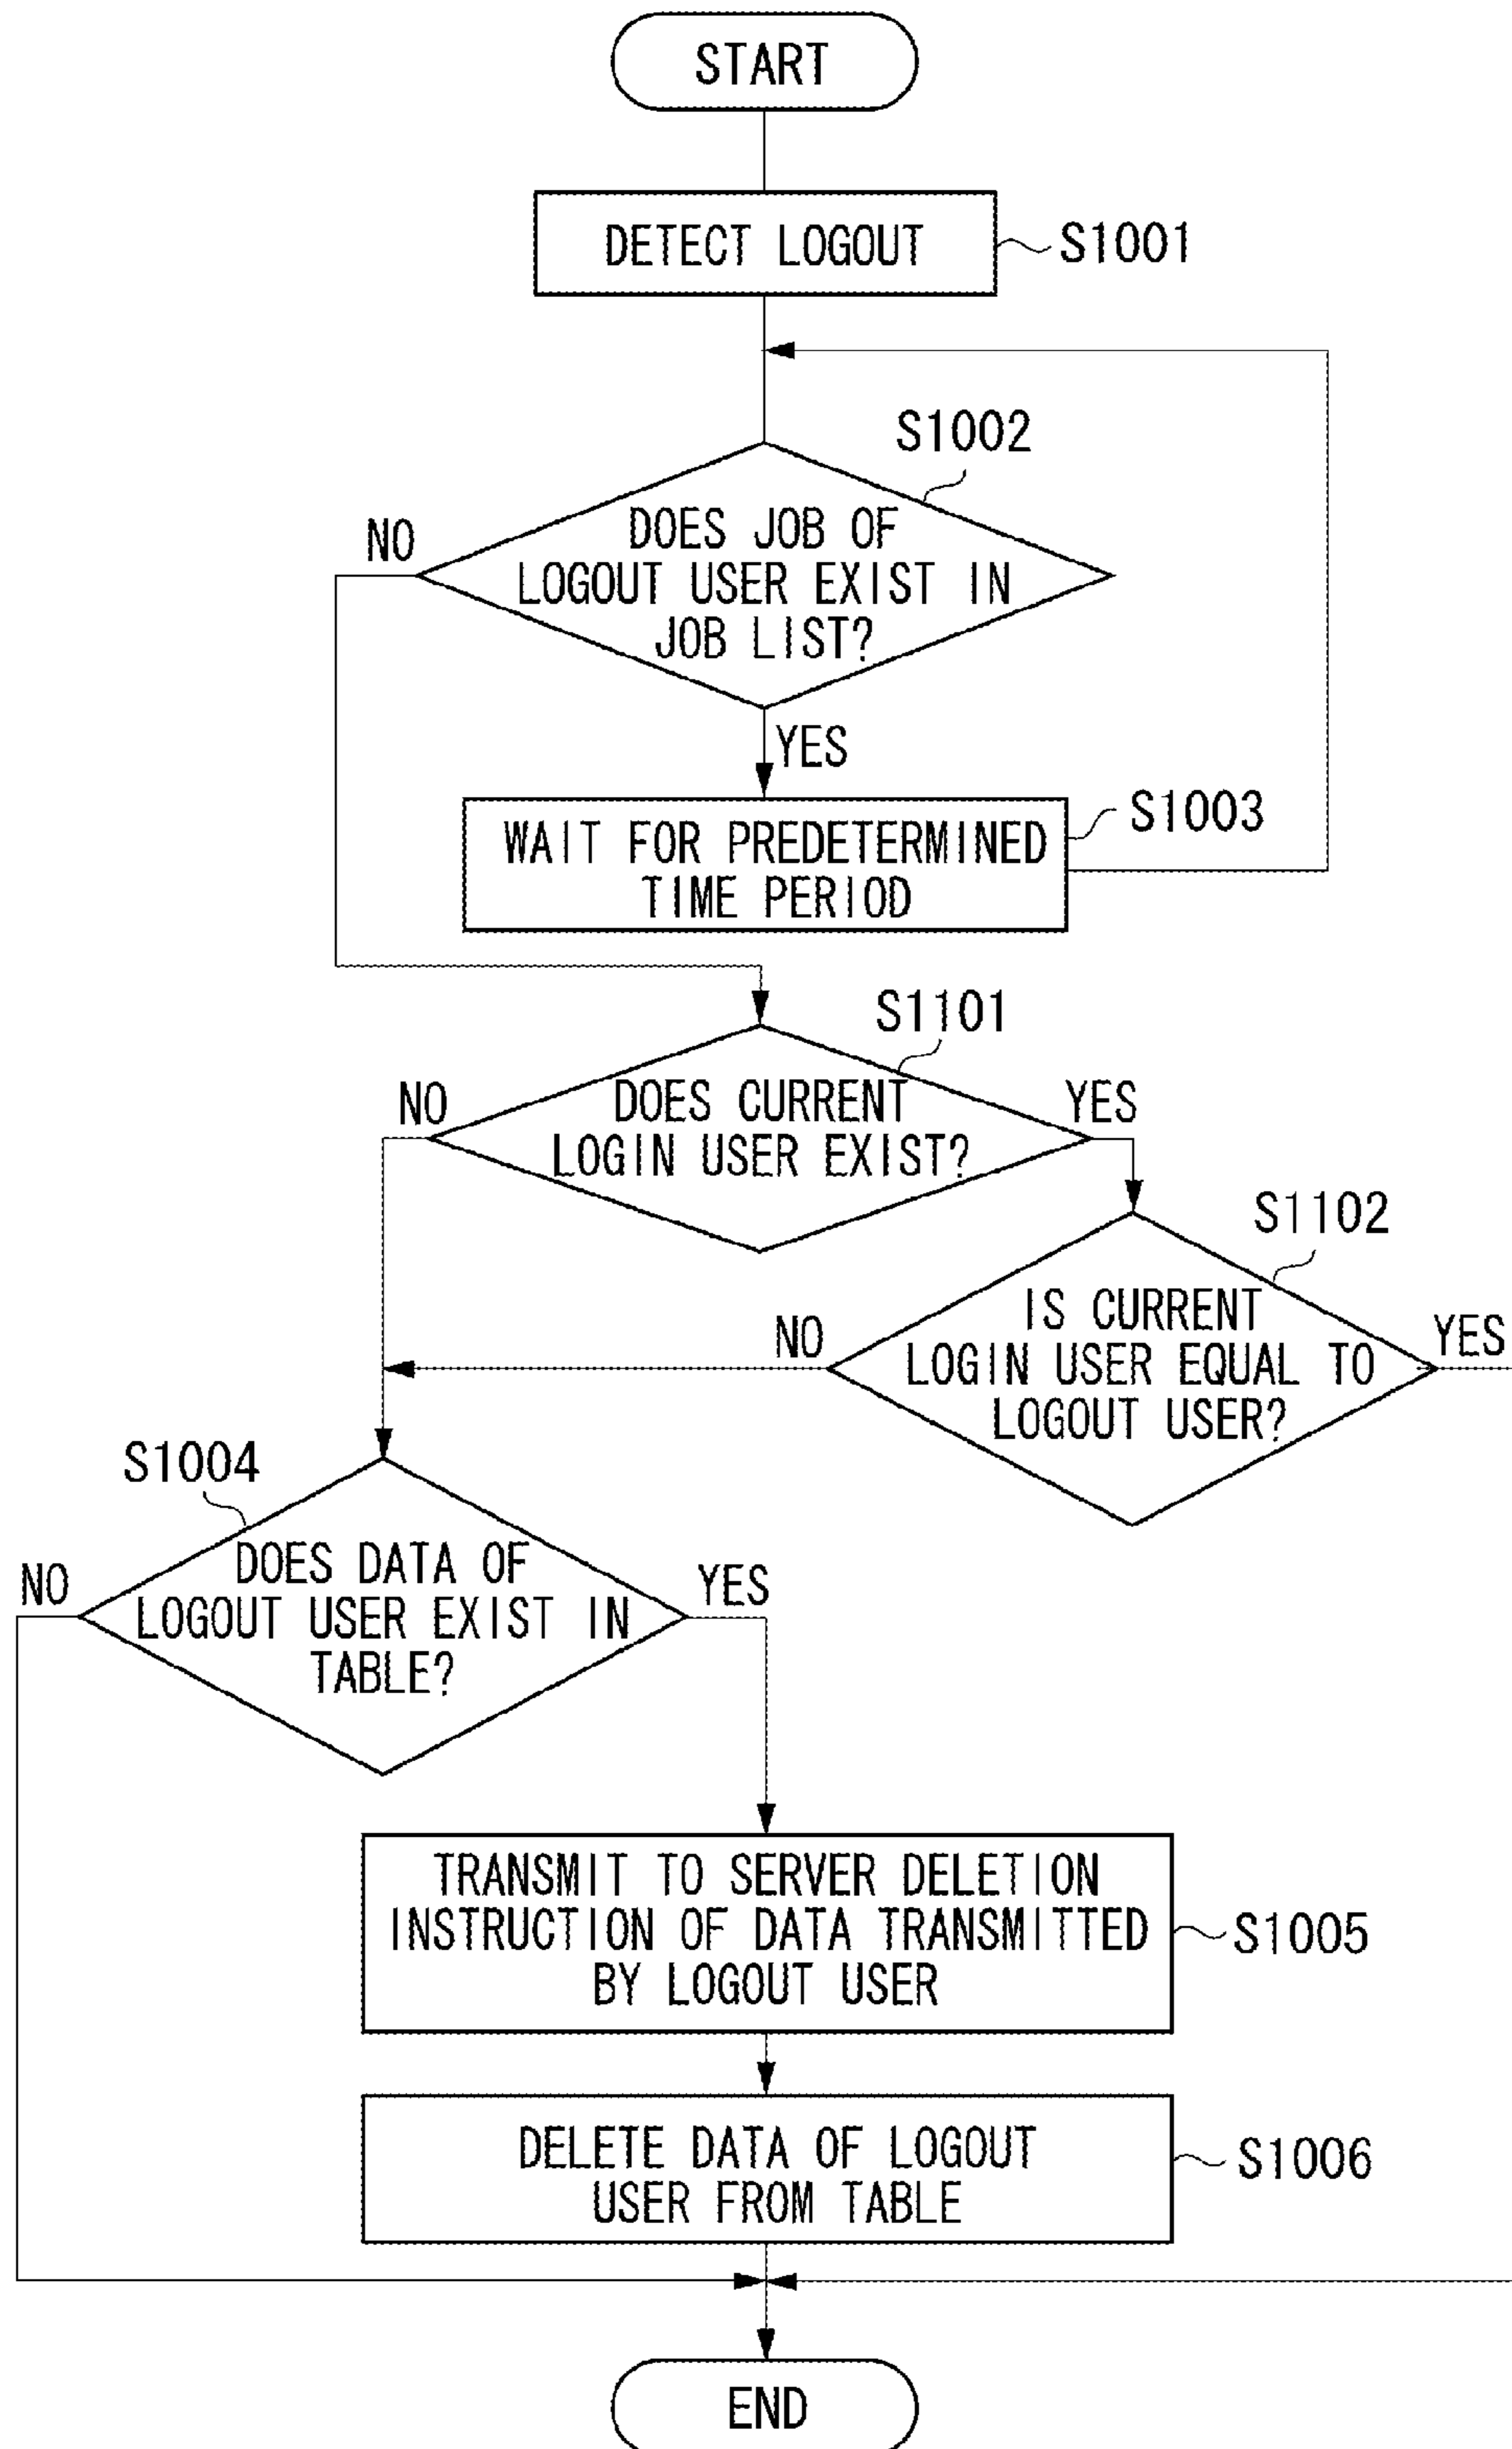 START
DETECT LOGOUT
S1001
S1002
NO
DOES JOB OF
LOGOUT USER EXIST IN
JOB LIST?
YES
S1003
WAIT FOR PREDETERMINED
TIME PERIOD
S1101
NO
DOES CURRENT
LOGIN USER EXIST?
YES
S1102
NO
IS CURRENT
LOGIN USER EQUAL TO
LOGOUT USER?
YES
S1004
NO
DOES DATA OF
LOGOUT USER EXIST IN
TABLE?
YES
TRANSMIT TO SERVER DELETION
INSTRUCTION OF DATA TRANSMITTED
BY LOGOUT USER
S1005
DELETE DATA OF LOGOUT
USER FROM TABLE
S1006
END